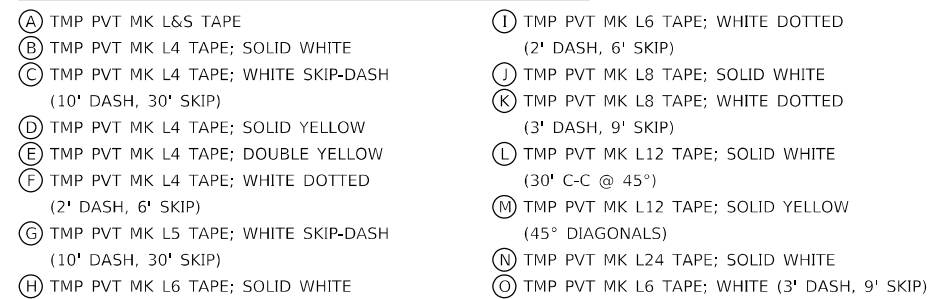 A TMP PVT MK L&S TAPE
B TMP PVT MK L4 TAPE; SOLID WHITE
C TMP PVT MK L4 TAPE; WHITE SKIP-DASH
(10' DASH, 30' SKIP)
D TMP PVT MK L4 TAPE; SOLID YELLOW
E TMP PVT MK L4 TAPE; DOUBLE YELLOW
F TMP PVT MK L4 TAPE; WHITE DOTTED
(2' DASH, 6' SKIP)
G TMP PVT MK L5 TAPE; WHITE SKIP-DASH
(10' DASH, 30' SKIP)
H TMP PVT MK L6 TAPE; SOLID WHITE
I TMP PVT MK L6 TAPE; WHITE DOTTED
(2' DASH, 6' SKIP)
J TMP PVT MK L8 TAPE; SOLID WHITE
K TMP PVT MK L8 TAPE; WHITE DOTTED
(3' DASH, 9' SKIP)
L TMP PVT MK L12 TAPE; SOLID WHITE
(30' C-C @ 45°)
M TMP PVT MK L12 TAPE; SOLID YELLOW
(45° DIAGONALS)
N TMP PVT MK L24 TAPE; SOLID WHITE
O TMP PVT MK L6 TAPE; WHITE (3' DASH, 9' SKIP)